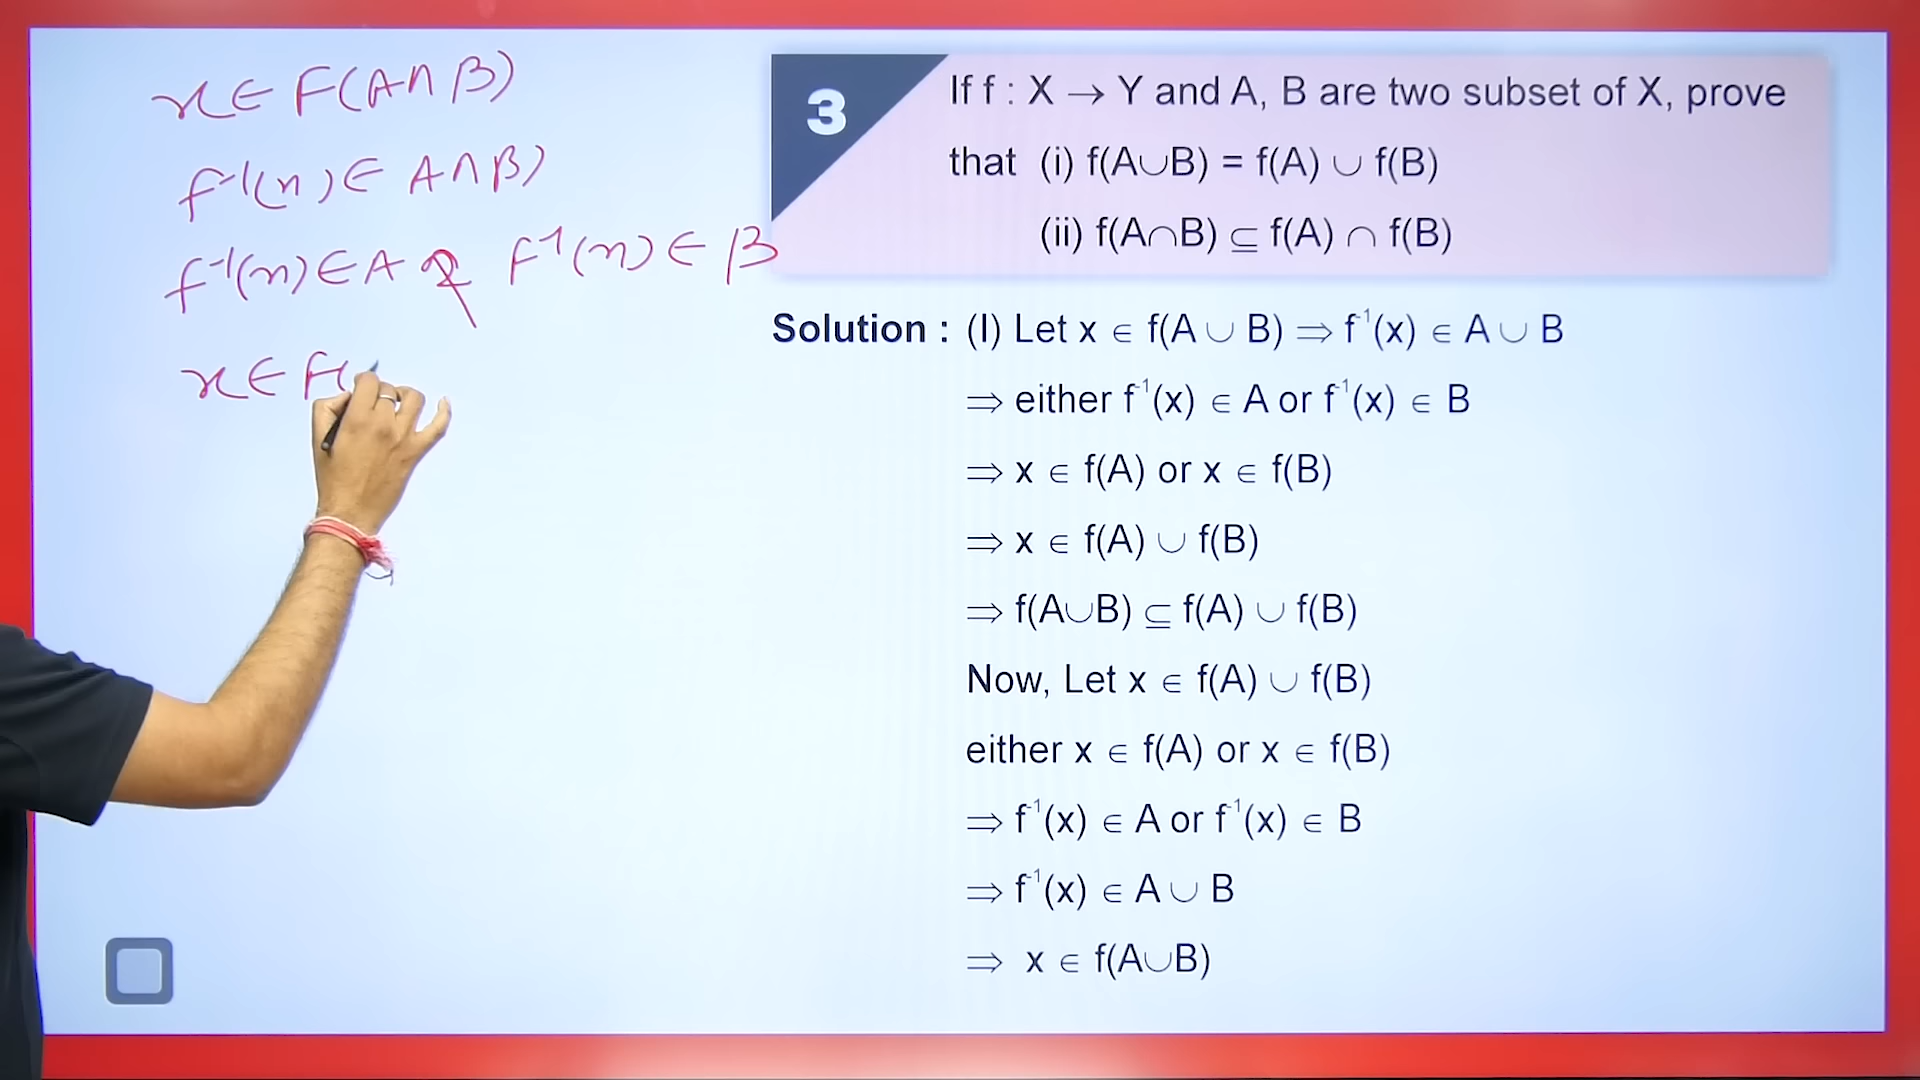 x ∈ F(A∩B)
f⁻¹(x) ∈ A∩B)
f⁻¹(x) ∈ A & f⁻¹(x) ∈ B
x ∈ F(
3
If f : X → Y and A, B are two subset of X, prove
that (i) f(A∪B) = f(A) ∪ f(B)
(ii) f(A∩B) ⊆ f(A) ∩ f(B)
Solution : (I) Let x ∈ f(A ∪ B) ⇒ f⁻¹(x) ∈ A ∪ B
⇒ either f⁻¹(x) ∈ A or f⁻¹(x) ∈ B
⇒ x ∈ f(A) or x ∈ f(B)
⇒ x ∈ f(A) ∪ f(B)
⇒ f(A∪B) ⊆ f(A) ∪ f(B)
Now, Let x ∈ f(A) ∪ f(B)
either x ∈ f(A) or x ∈ f(B)
⇒ f⁻¹(x) ∈ A or f⁻¹(x) ∈ B
⇒ f⁻¹(x) ∈ A ∪ B
⇒ x ∈ f(A∪B)